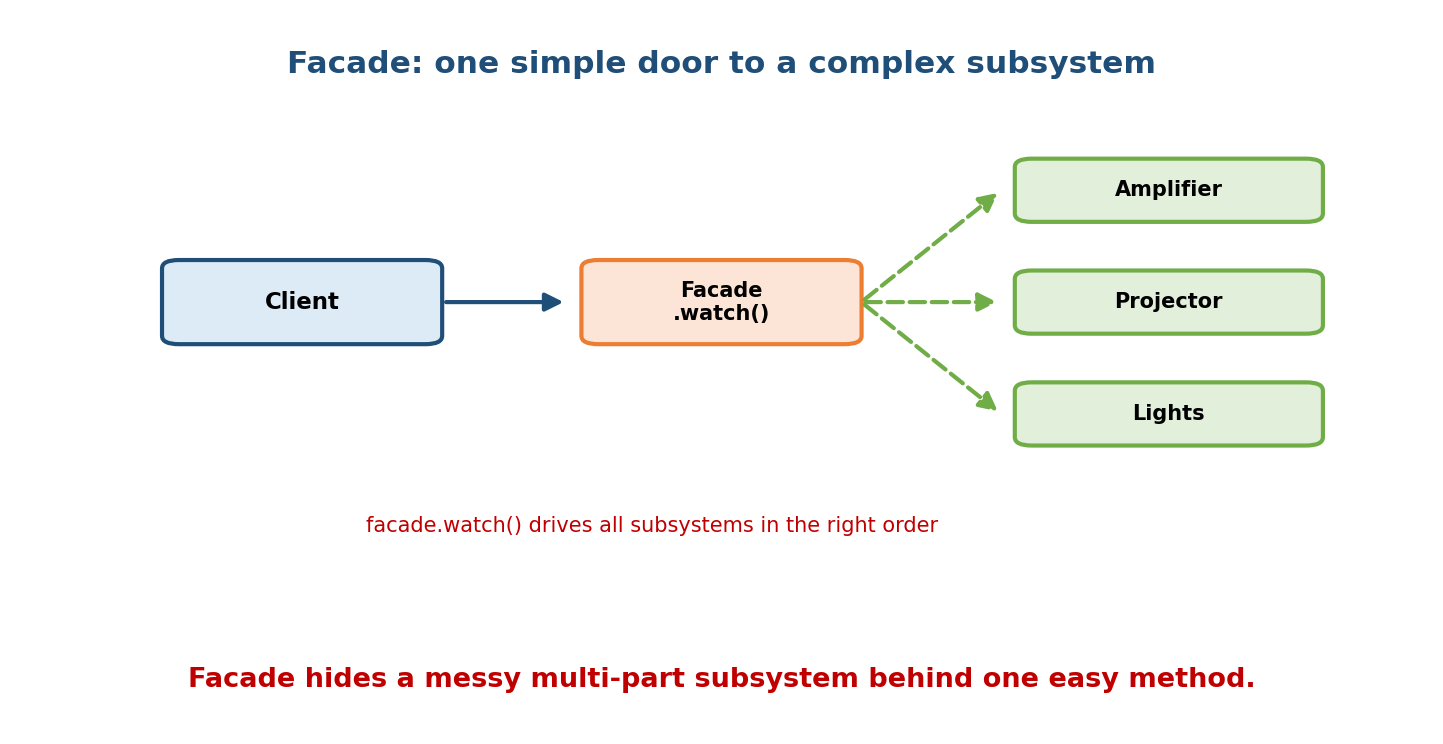 Facade: one simple door to a complex subsystem
Amplifier
Client
Facade
.watch()
Projector
Lights
facade.watch() drives all subsystems in the right order
Facade hides a messy multi-part subsystem behind one easy method.